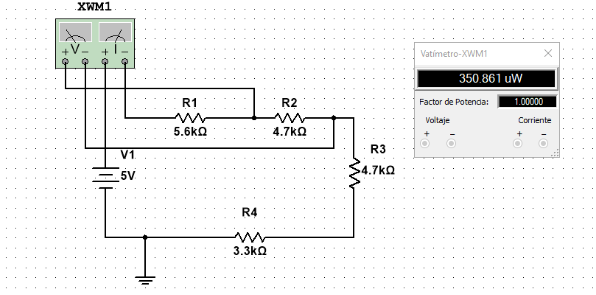 XWM1
V I
+ - + -
Vatímetro-XWM1
350.861 uW
Factor de Potencia: 1.00000
Voltaje Corriente
+ - + -
R1 R2
5.6kΩ 4.7kΩ
V1
5V
R3
4.7kΩ
R4
3.3kΩ